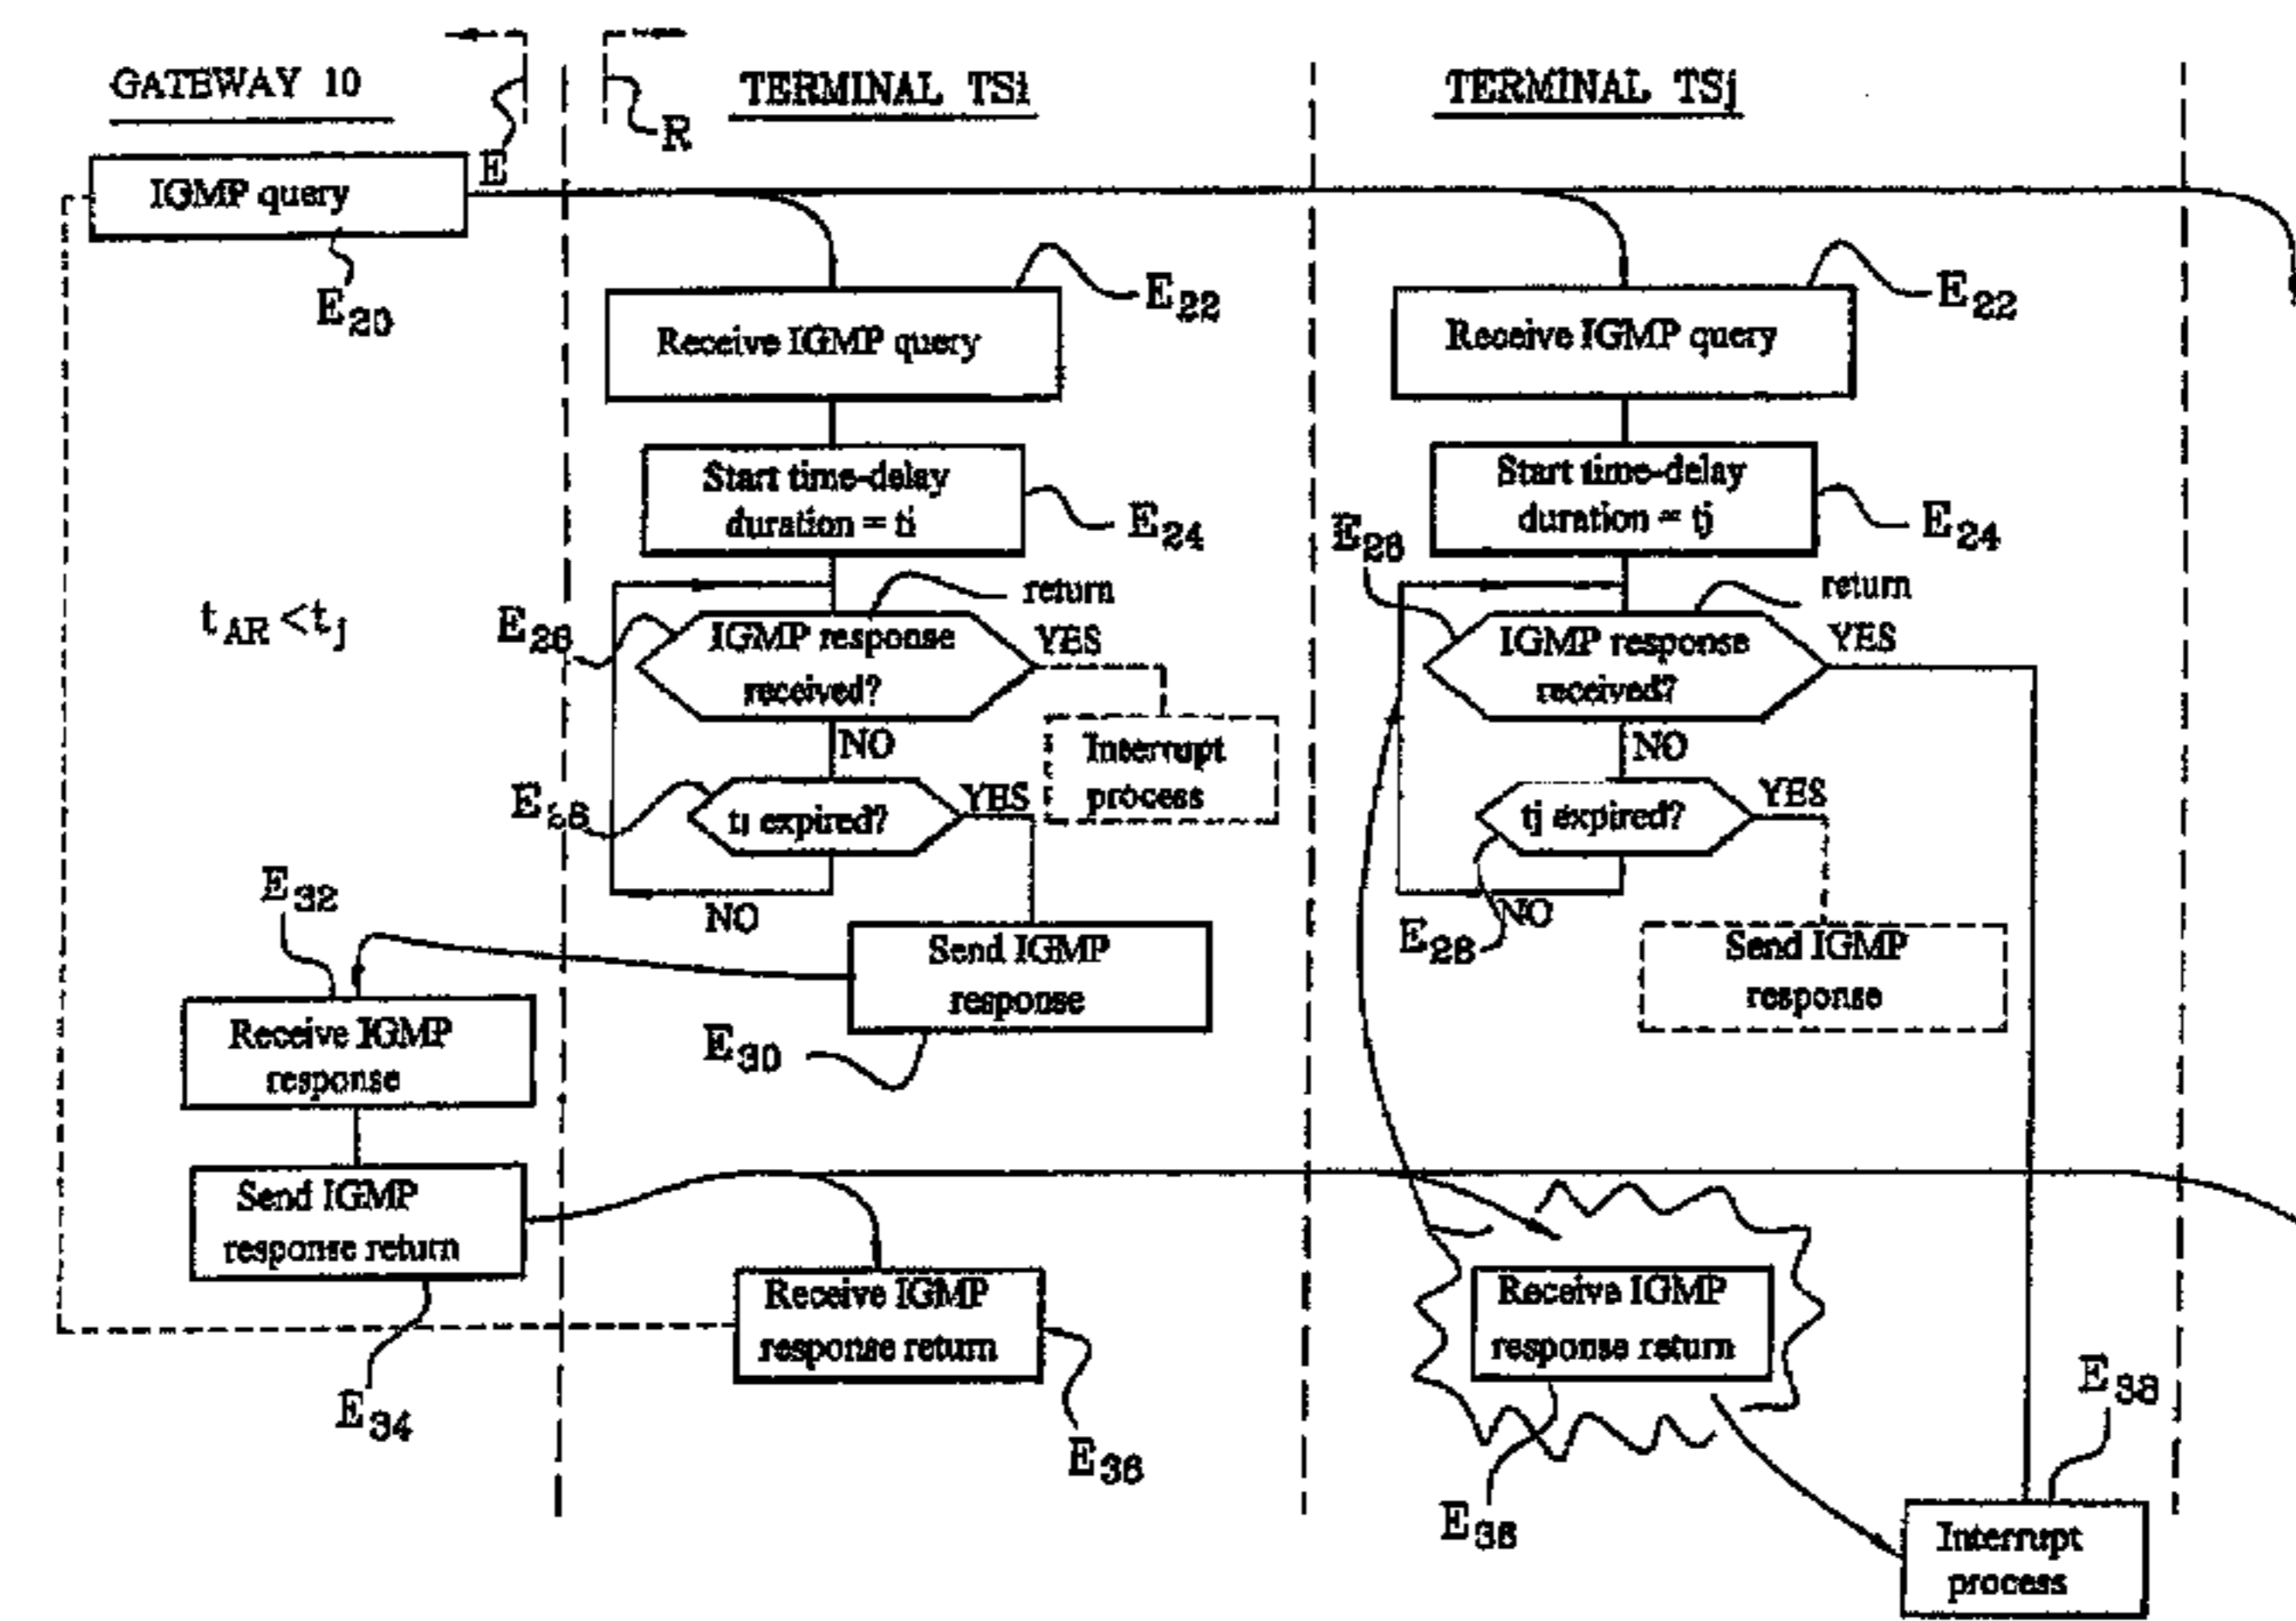 GATEWAY 10
E
R
TERMINAL TSi
TERMINAL TSj
IGMP query
E20
Receive IGMP query
E22
Receive IGMP query
E22
Start time-delay
duration = ti
E24
Start time-delay
duration = tj
E24
tAR <tj
E26
return
IGMP response
received?
YES
NO
Interrupt
process
E26
return
IGMP response
received?
YES
NO
E28
ti expired?
YES
NO
tj expired?
YES
NO
E28
Send IGMP
response
E30
Send IGMP
response
E32
Receive IGMP
response
Send IGMP
response return
E34
Receive IGMP
response return
E36
Receive IGMP
response return
E36
E38
Interrupt
process